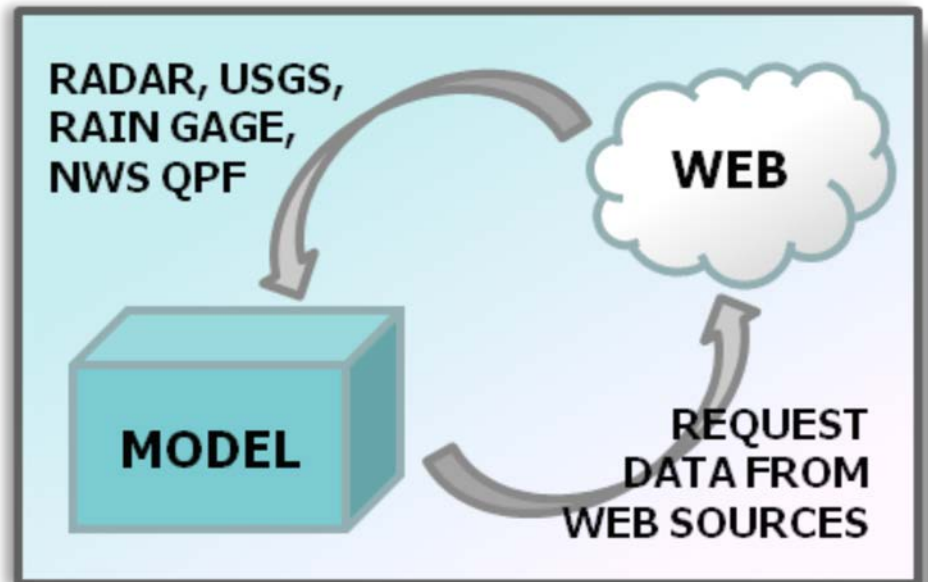 RADAR, USGS,
RAIN GAGE,
NWS QPF
WEB
MODEL
REQUEST
DATA FROM
WEB SOURCES